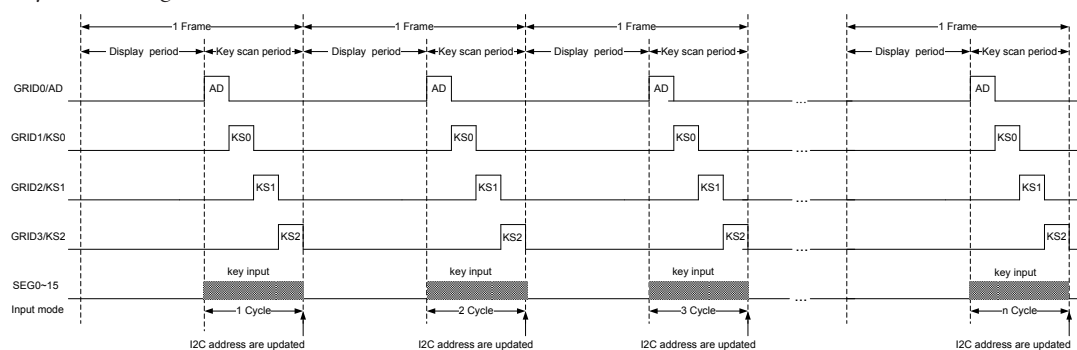 1 Frame 1 Frame 1 Frame 1 Frame
Display period Key scan period Display period Key scan period Display period Key scan period Display period Key scan period
GRID0/AD AD AD AD ... AD
GRID1/KS0 KS0 KS0 KS0 ... KS0
GRID2/KS1 KS1 KS1 KS1 ... KS1
GRID3/KS2 KS2 KS2 KS2 ... KS2
key input key input key input key input
SEG0~15 ...
Input mode 1 Cycle 2 Cycle 3 Cycle n Cycle
I2C address are updated I2C address are updated I2C address are updated I2C address are updated